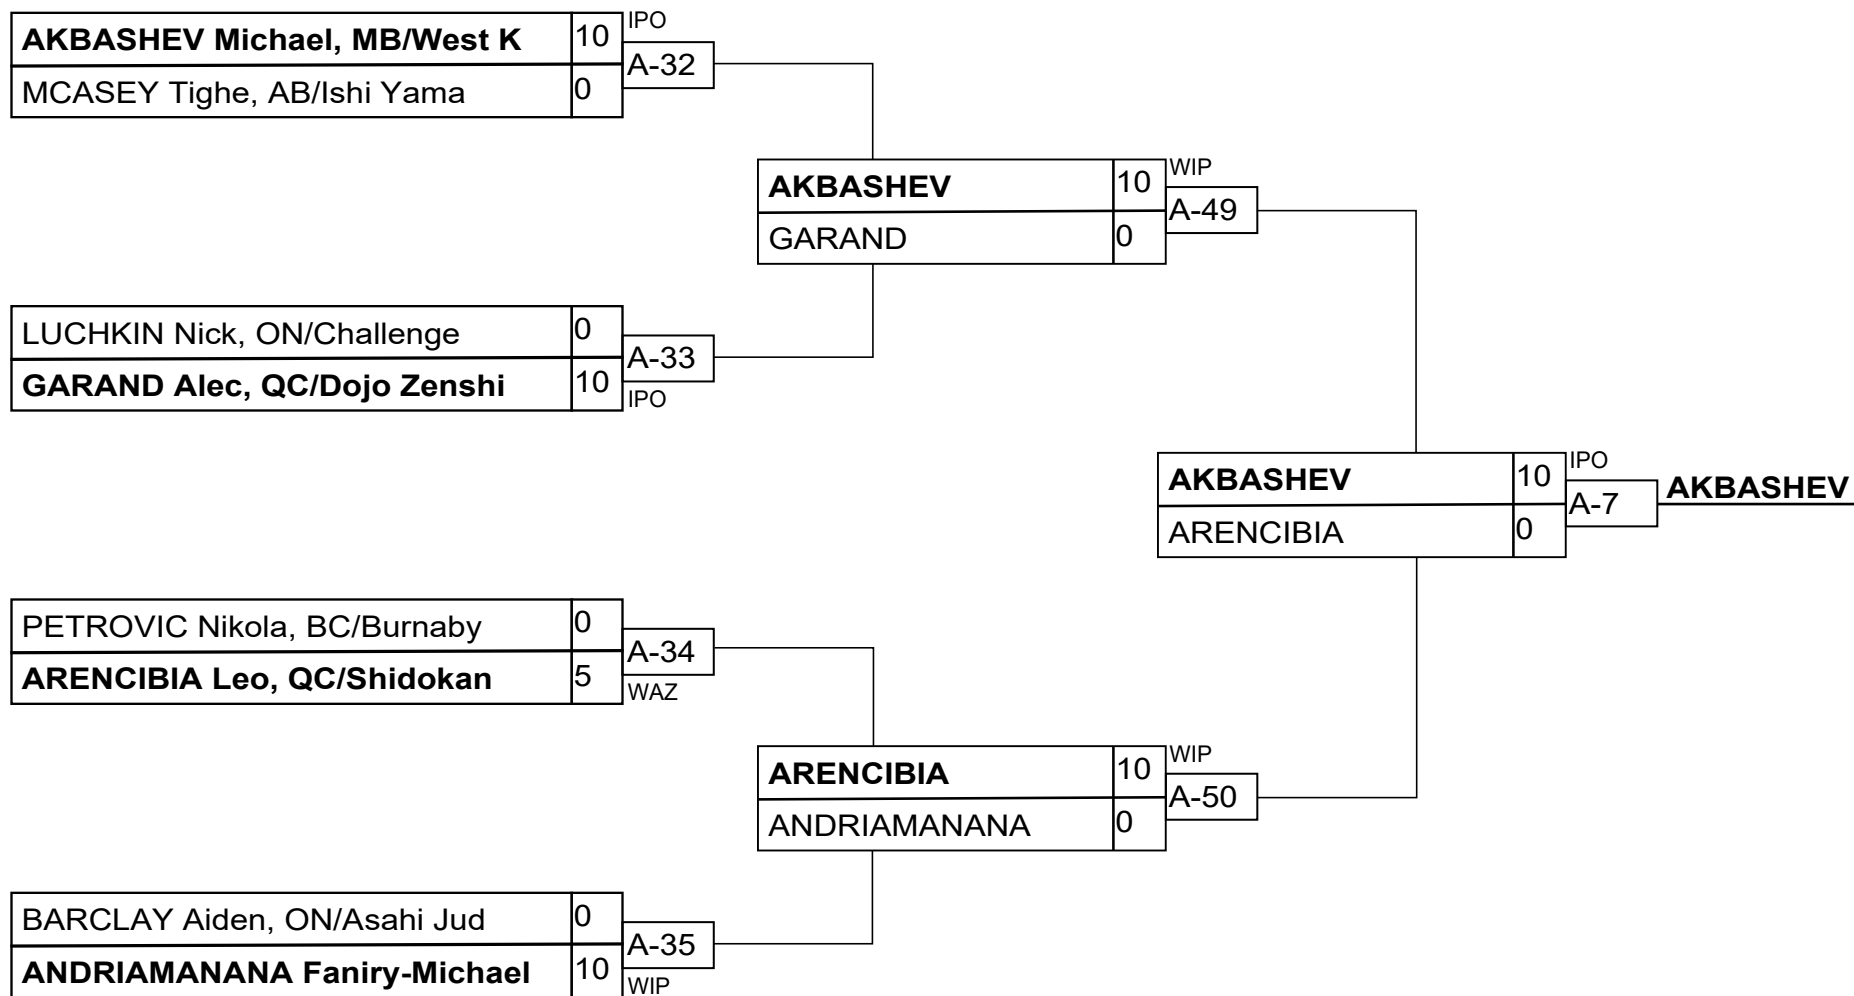 IPO
AKBASHEV Michael, MB/West K 10
A-32
MCASEY Tighe, AB/Ishi Yama 0
WIP
AKBASHEV 10
A-49
GARAND 0
LUCHKIN Nick, ON/Challenge 0
A-33
GARAND Alec, QC/Dojo Zenshi 10
IPO
IPO
AKBASHEV 10
A-7
AKBASHEV
ARENCIBIA 0
PETROVIC Nikola, BC/Burnaby 0
A-34
ARENCIBIA Leo, QC/Shidokan 5
WAZ
WIP
ARENCIBIA 10
A-50
ANDRIAMANANA 0
BARCLAY Aiden, ON/Asahi Jud 0
A-35
ANDRIAMANANA Faniry-Michael 10
WIP